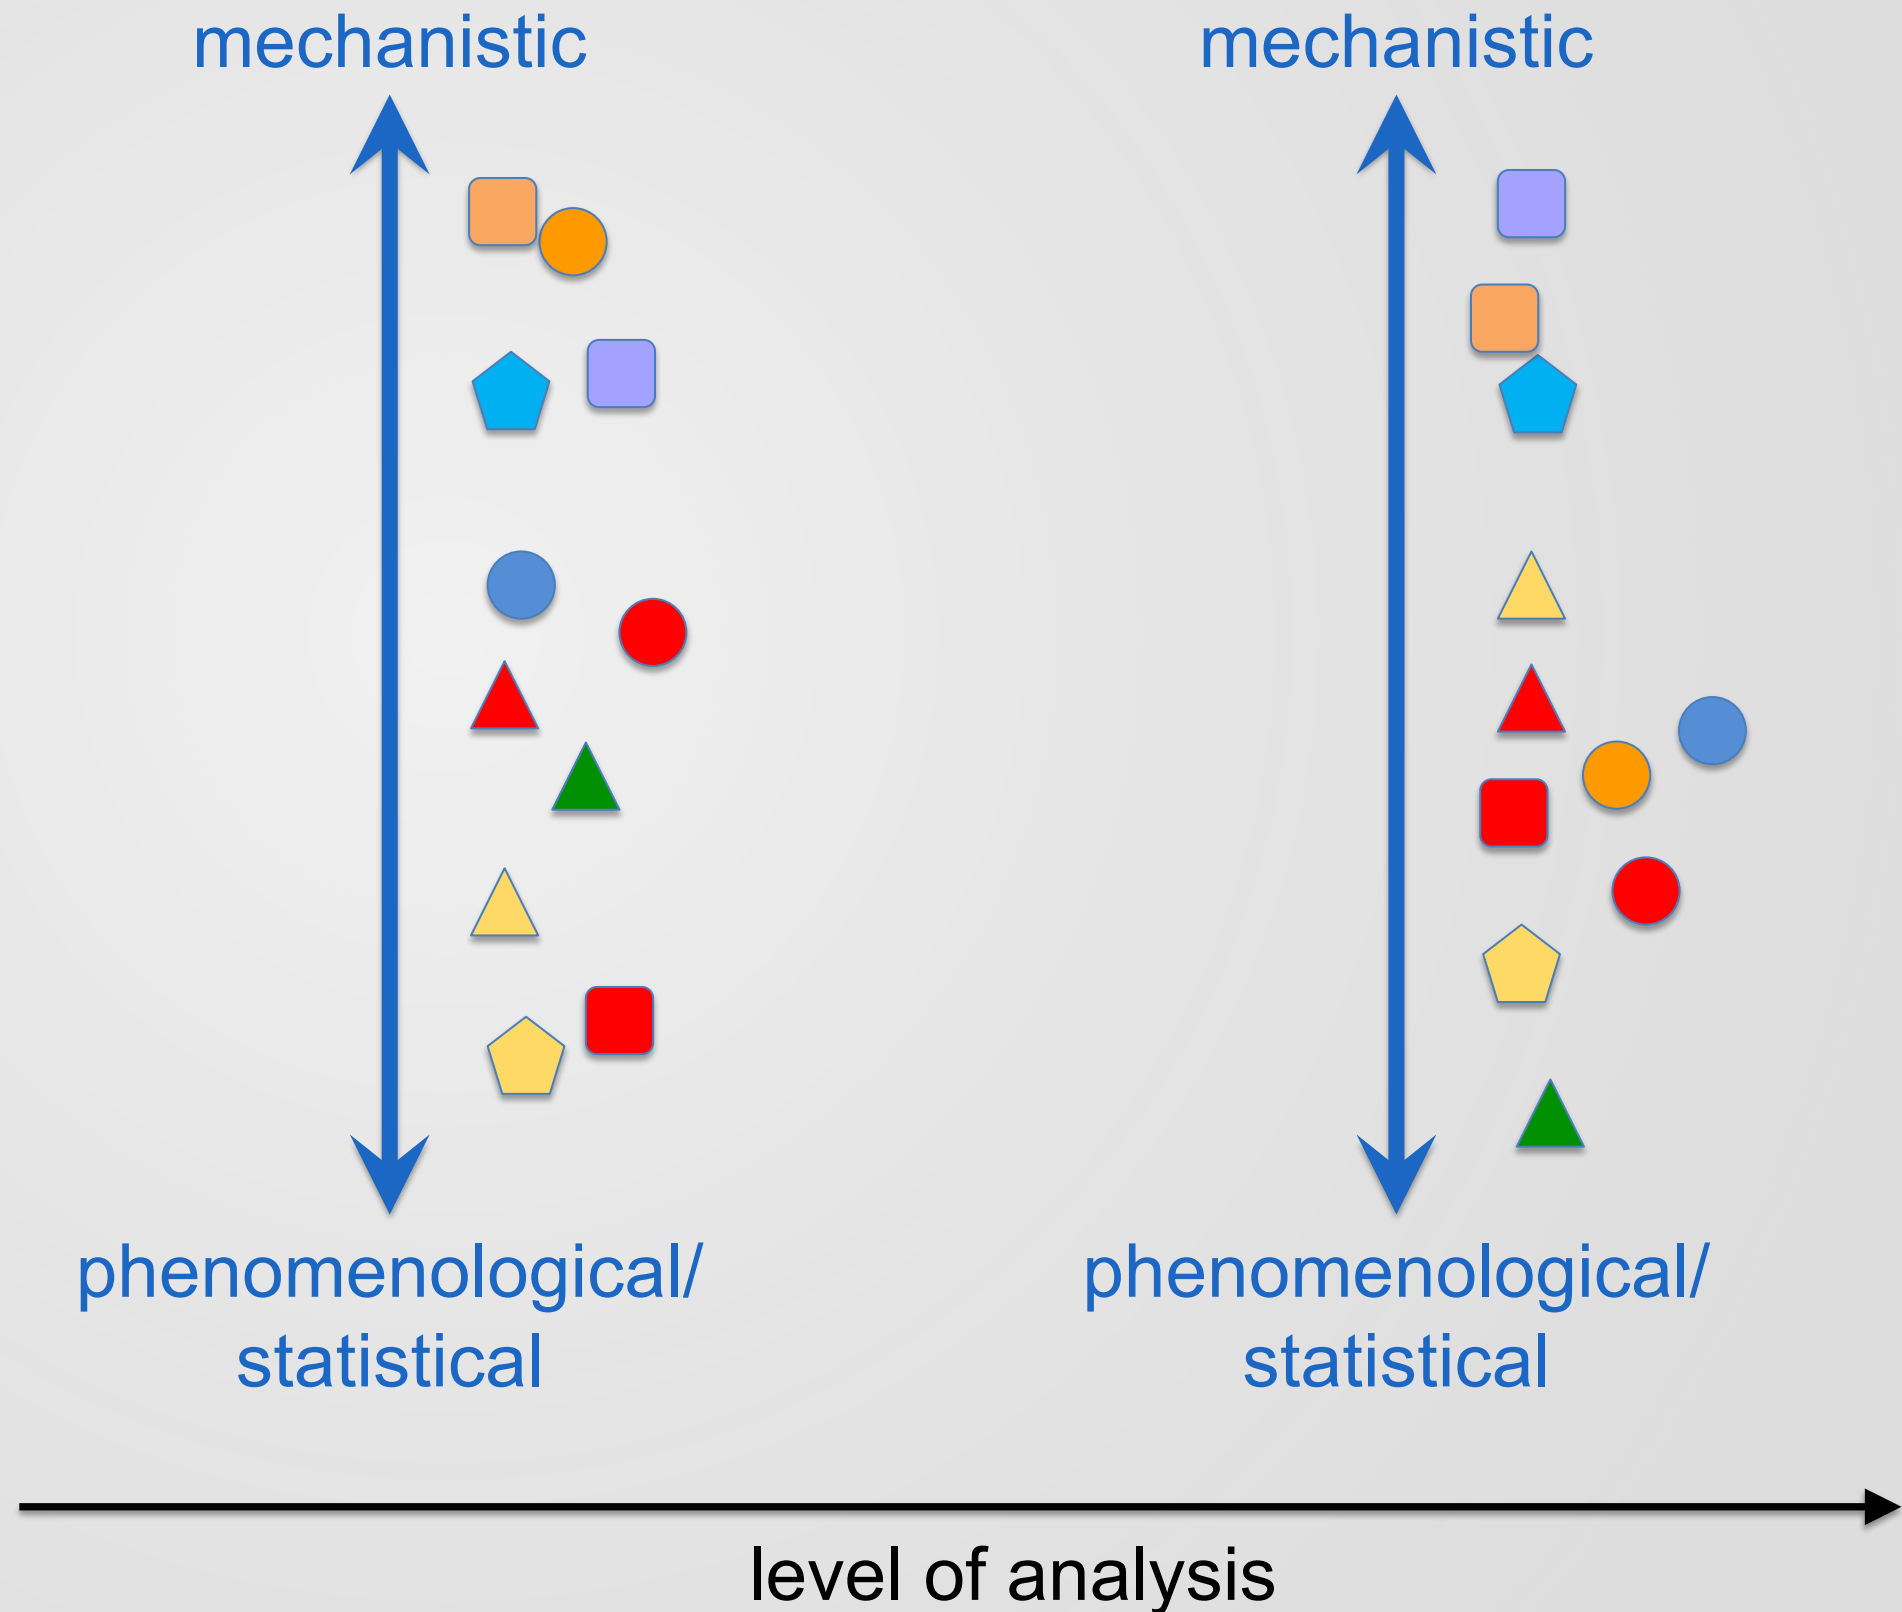 mechanistic
mechanistic
phenomenological/
statistical
phenomenological/
statistical
level of analysis